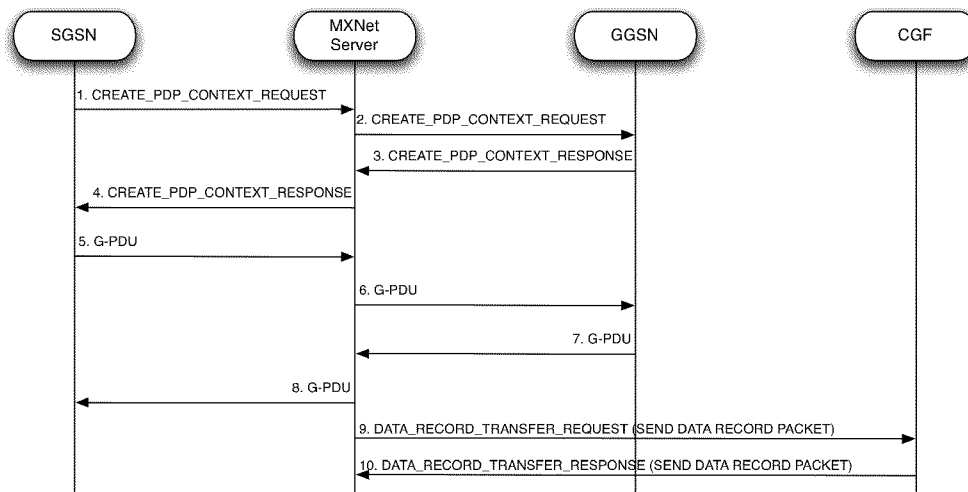 SGSN
MXNet
Server
GGSN
CGF
1. CREATE_PDP_CONTEXT_REQUEST
2. CREATE_PDP_CONTEXT_REQUEST
3. CREATE_PDP_CONTEXT_RESPONSE
4. CREATE_PDP_CONTEXT_RESPONSE
5. G-PDU
6. G-PDU
7. G-PDU
8. G-PDU
9. DATA_RECORD_TRANSFER_REQUEST (SEND DATA RECORD PACKET)
10. DATA_RECORD_TRANSFER_RESPONSE (SEND DATA RECORD PACKET)